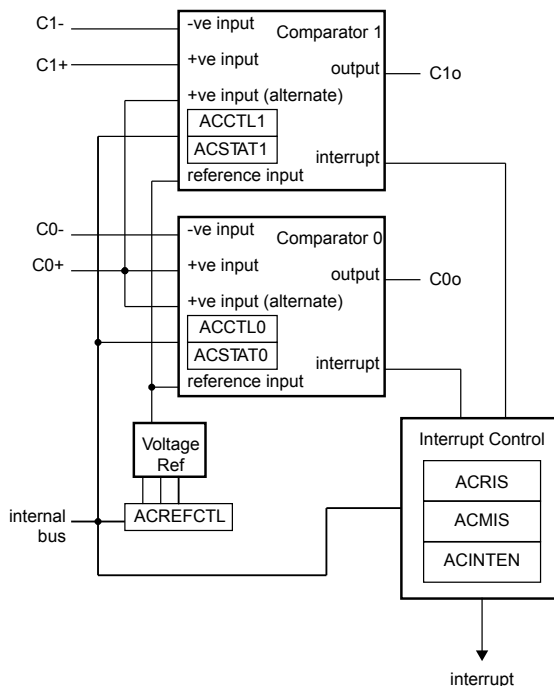 C1-
-ve input
Comparator 1
C1+
+ve input
output
C1o
+ve input (alternate)
ACCTL1
ACSTAT1
interrupt
reference input
C0-
-ve input
Comparator 0
C0+
+ve input
output
C0o
+ve input (alternate)
ACCTL0
ACSTAT0
interrupt
reference input
Voltage
Ref
Interrupt Control
ACRIS
ACMIS
ACINTEN
internal
bus
ACREFCTL
interrupt